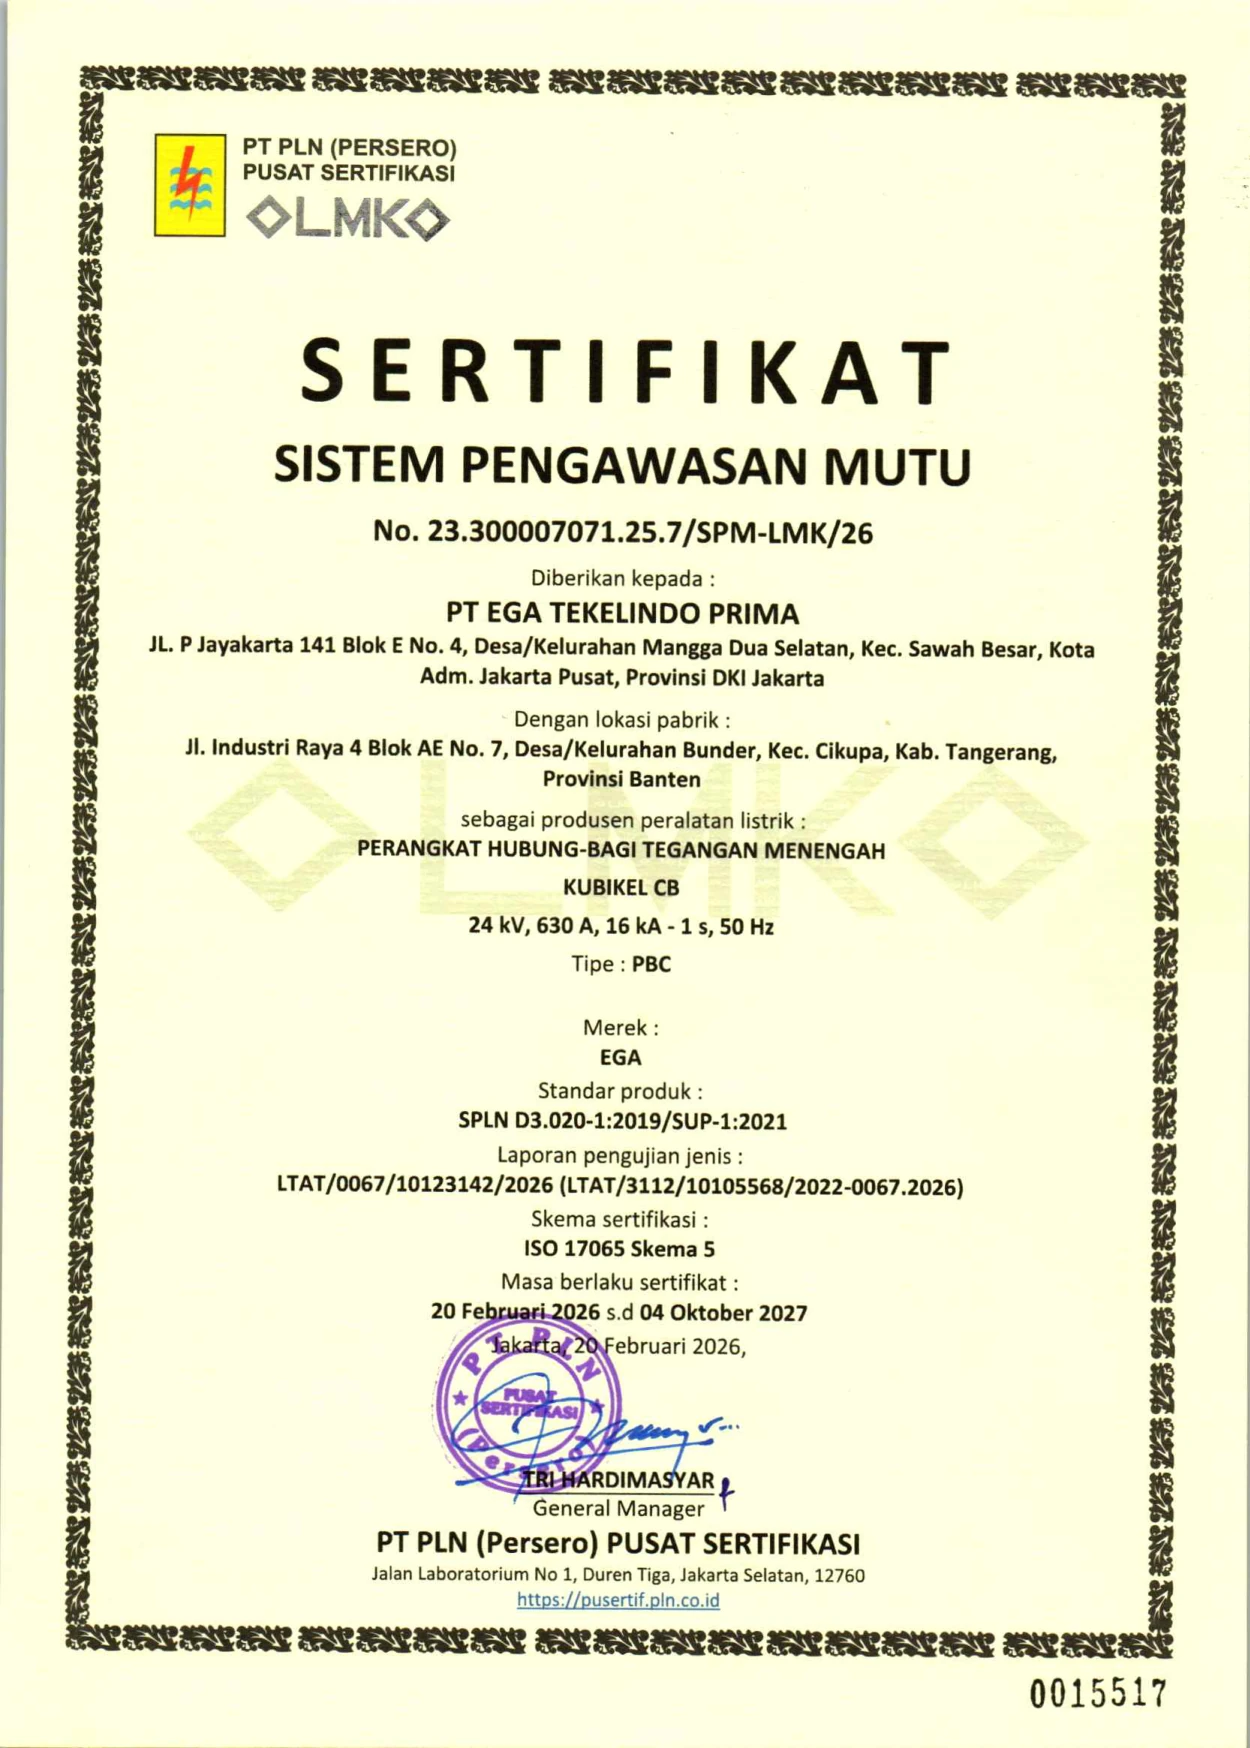 PT PLN (PERSERO)
PUSAT SERTIFIKASI
LMK
SERTIFIKAT
SISTEM PENGAWASAN MUTU
No. 23.300007071.25.7/SPM-LMK/26
Diberikan kepada :
PT EGA TEKELINDO PRIMA
JL. P Jayakarta 141 Blok E No. 4, Desa/Kelurahan Mangga Dua Selatan, Kec. Sawah Besar, Kota
Adm. Jakarta Pusat, Provinsi DKI Jakarta
Dengan lokasi pabrik :
Jl. Industri Raya 4 Blok AE No. 7, Desa/Kelurahan Bunder, Kec. Cikupa, Kab. Tangerang,
Provinsi Banten
LMK
sebagai produsen peralatan listrik :
PERANGKAT HUBUNG-BAGI TEGANGAN MENENGAH
KUBIKEL CB
24 kV, 630 A, 16 kA - 1 s, 50 Hz
Tipe : PBC
Merek :
EGA
Standar produk :
SPLN D3.020-1:2019/SUP-1:2021
Laporan pengujian jenis :
LTAT/0067/10123142/2026 (LTAT/3112/10105568/2022-0067.2026)
Skema sertifikasi :
ISO 17065 Skema 5
Masa berlaku sertifikat :
20 Februari 2026 s.d 04 Oktober 2027
Jakarta, 20 Februari 2026,
PT PLN
PUSAT
SERTIFIKASI
(Persero)
TRI HARDIMASYAR
General Manager
PT PLN (Persero) PUSAT SERTIFIKASI
Jalan Laboratorium No 1, Duren Tiga, Jakarta Selatan, 12760
https://pusertif.pln.co.id
0015517